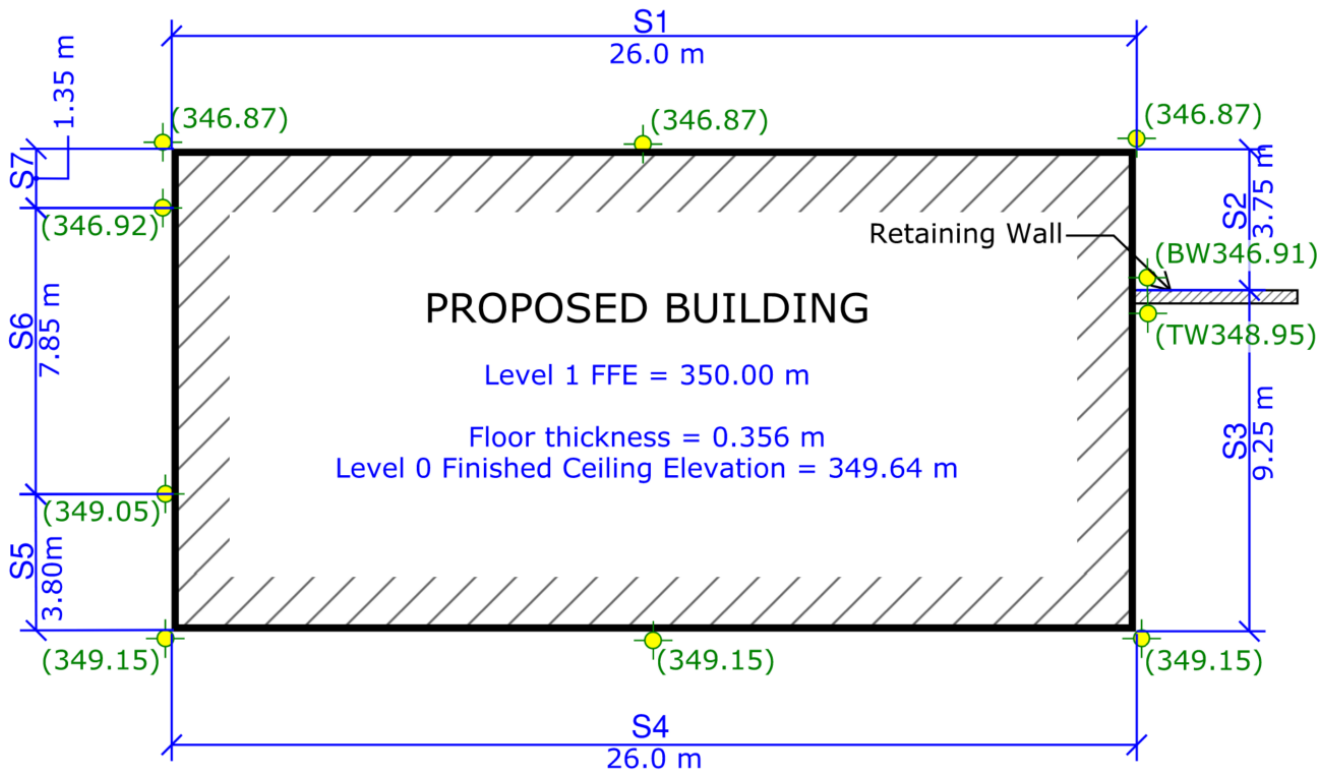 S1
26.0 m
1.35 m
(346.87)
(346.87)
(346.87)
S7
S2
3.75 m
(346.92)
Retaining Wall
(BW346.91)
S6
7.85 m
PROPOSED BUILDING
(TW348.95)
Level 1 FFE = 350.00 m
Floor thickness = 0.356 m
Level 0 Finished Ceiling Elevation = 349.64 m
S3
9.25 m
(349.05)
S5
3.80m
(349.15)
(349.15)
(349.15)
S4
26.0 m